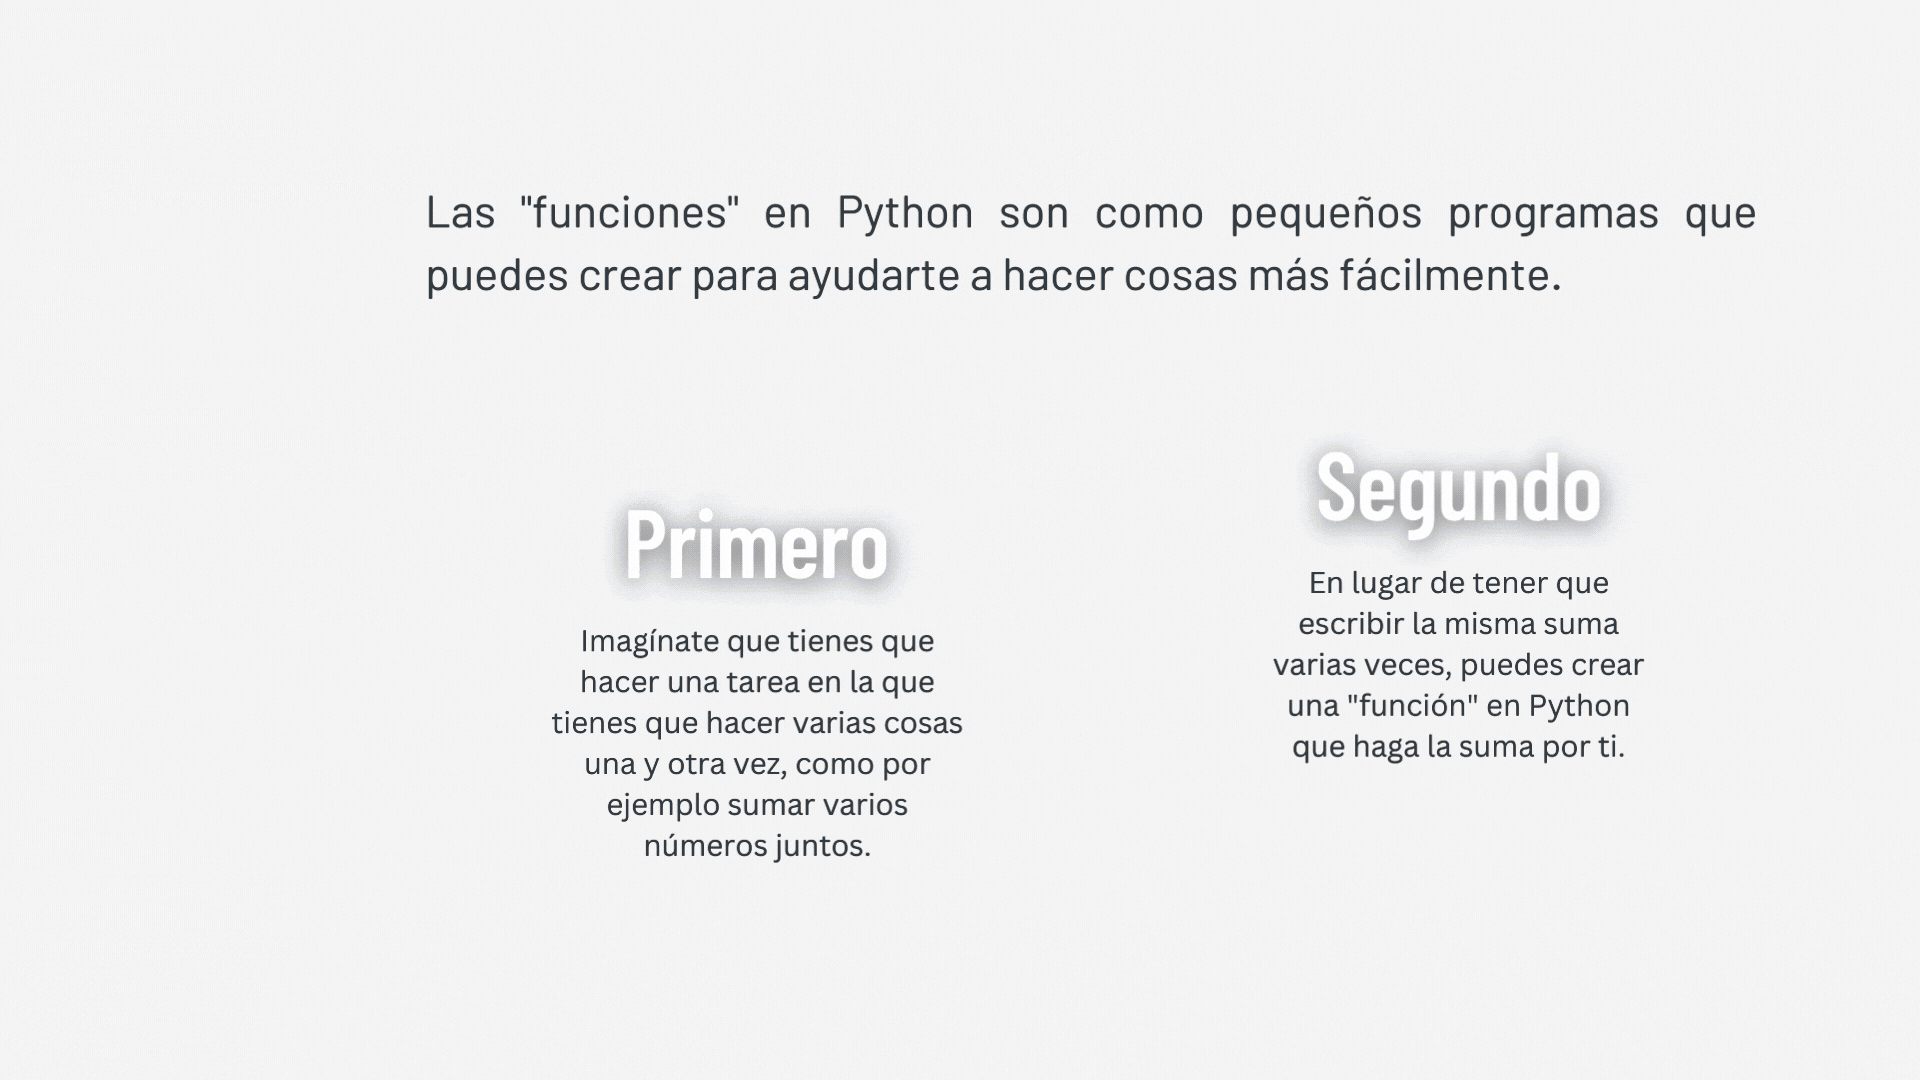 Las "funciones" en Python son como pequeños programas que
puedes crear para ayudarte a hacer cosas más fácilmente.
Primero
Imagínate que tienes que
hacer una tarea en la que
tienes que hacer varias cosas
una y otra vez, como por
ejemplo sumar varios
números juntos.
Segundo
En lugar de tener que
escribir la misma suma
varias veces, puedes crear
una "función" en Python
que haga la suma por ti.